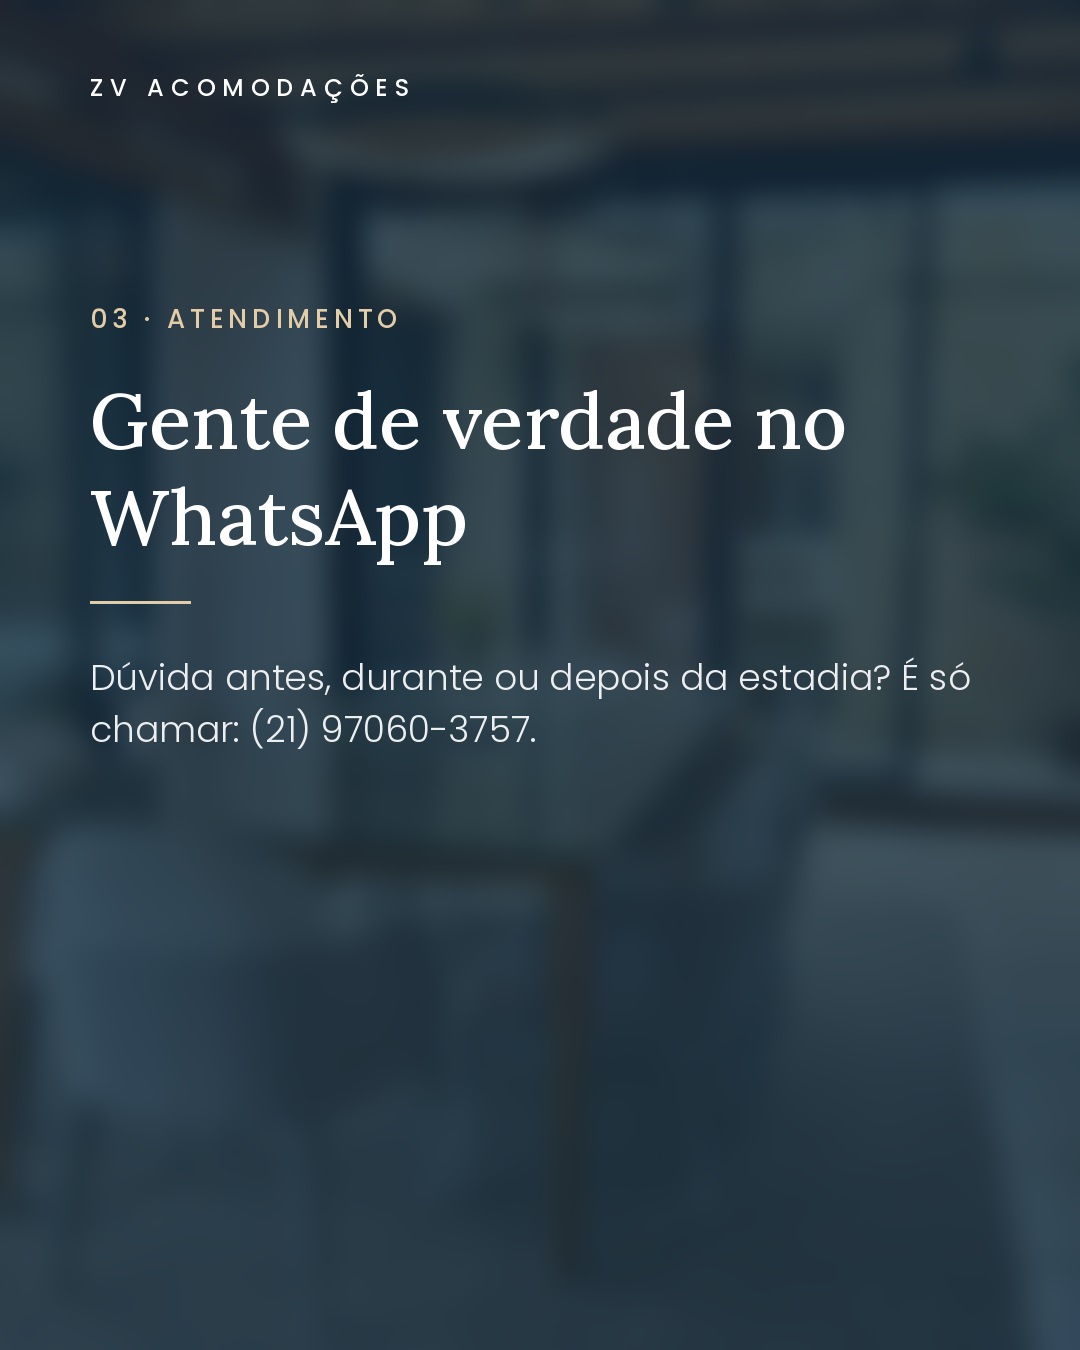 ZV ACOMODAÇÕES
03 · ATENDIMENTO
Gente de verdade no
WhatsApp
Dúvida antes, durante ou depois da estadia? É só
chamar: (21) 97060-3757.